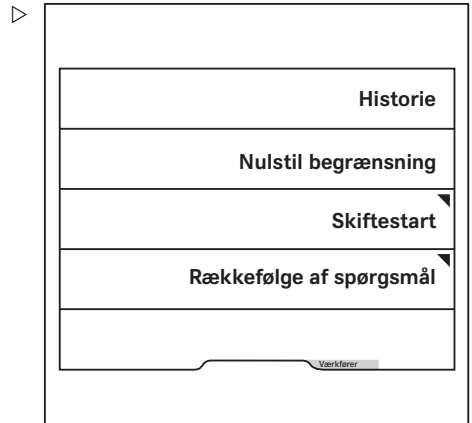 Historie
Nulstil begrænsning
Skiftestart
Rækkefølge af spørgsmål
Værkfører